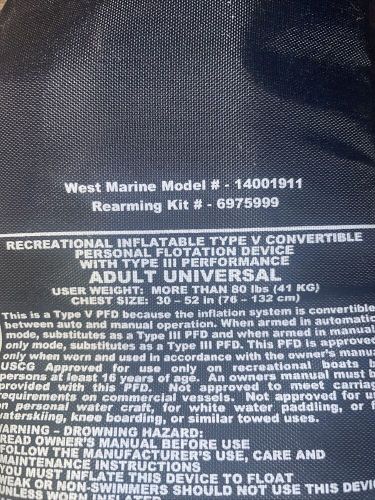 West Marine Model # - 14001911
Rearming Kit # - 6975999
RECREATIONAL INFLATABLE TYPE V CONVERTIBLE
PERSONAL FLOTATION DEVICE
WITH TYPE III PERFORMANCE
ADULT UNIVERSAL
USER WEIGHT: MORE THAN 80 lbs (41 KG)
CHEST SIZE: 30 – 52 in (76 – 132 cm)
This is a Type V PFD because the inflation system is convertible
between auto and manual operation. When armed in automatic
mode, substitutes as a Type III PFD and when armed in manual
only mode, substitutes as Type III PFD. This PFD is approved
only when worn and used in accordance with the owner's manu
USCG Approved for use only on recreational boats b
persons at least 16 years of age. An owners manual must b
provided with this PFD. Not approved to meet carriag
requirements on commercial vessels. Not approved for us
on personal water craft, for white water paddling, or f
waterskiing, knee boarding, or similar towed uses.
WARNING – DROWNING HAZARD:
READ OWNER'S MANUAL BEFORE USE
FOLLOW THE MANUFACTURER'S USE, CARE AND
MAINTENANCE INSTRUCTIONS
YOU MUST INFLATE THIS DEVICE TO FLOAT
WEAK OR NON-SWIMMERS SHOULD NOT USE THIS DEVI
UNLESS WORN INFLATED